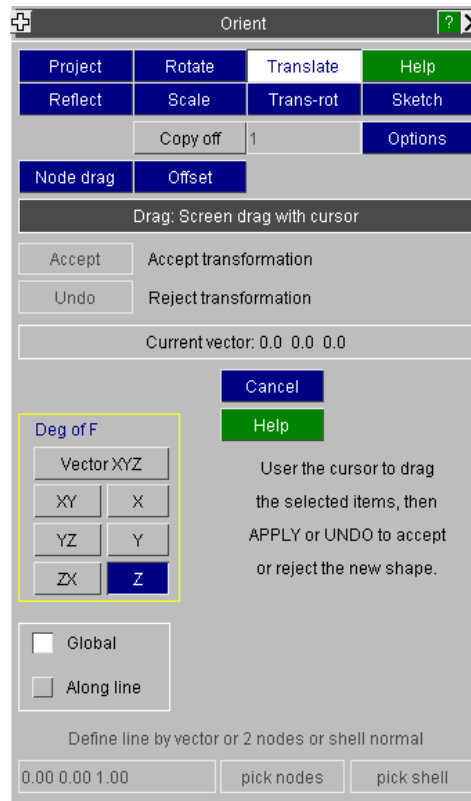 Orient ? X
Project Rotate Translate Help
Reflect Scale Trans-rot Sketch
Copy off 1 Options
Node drag Offset
Drag: Screen drag with cursor
Accept Accept transformation
Undo Reject transformation
Current vector: 0.0 0.0 0.0
Cancel
Help
Deg of F
Vector XYZ
XY X
YZ Y
ZX Z
User the cursor to drag
the selected items, then
APPLY or UNDO to accept
or reject the new shape.
Global
Along line
Define line by vector or 2 nodes or shell normal
0.00 0.00 1.00 pick nodes pick shell